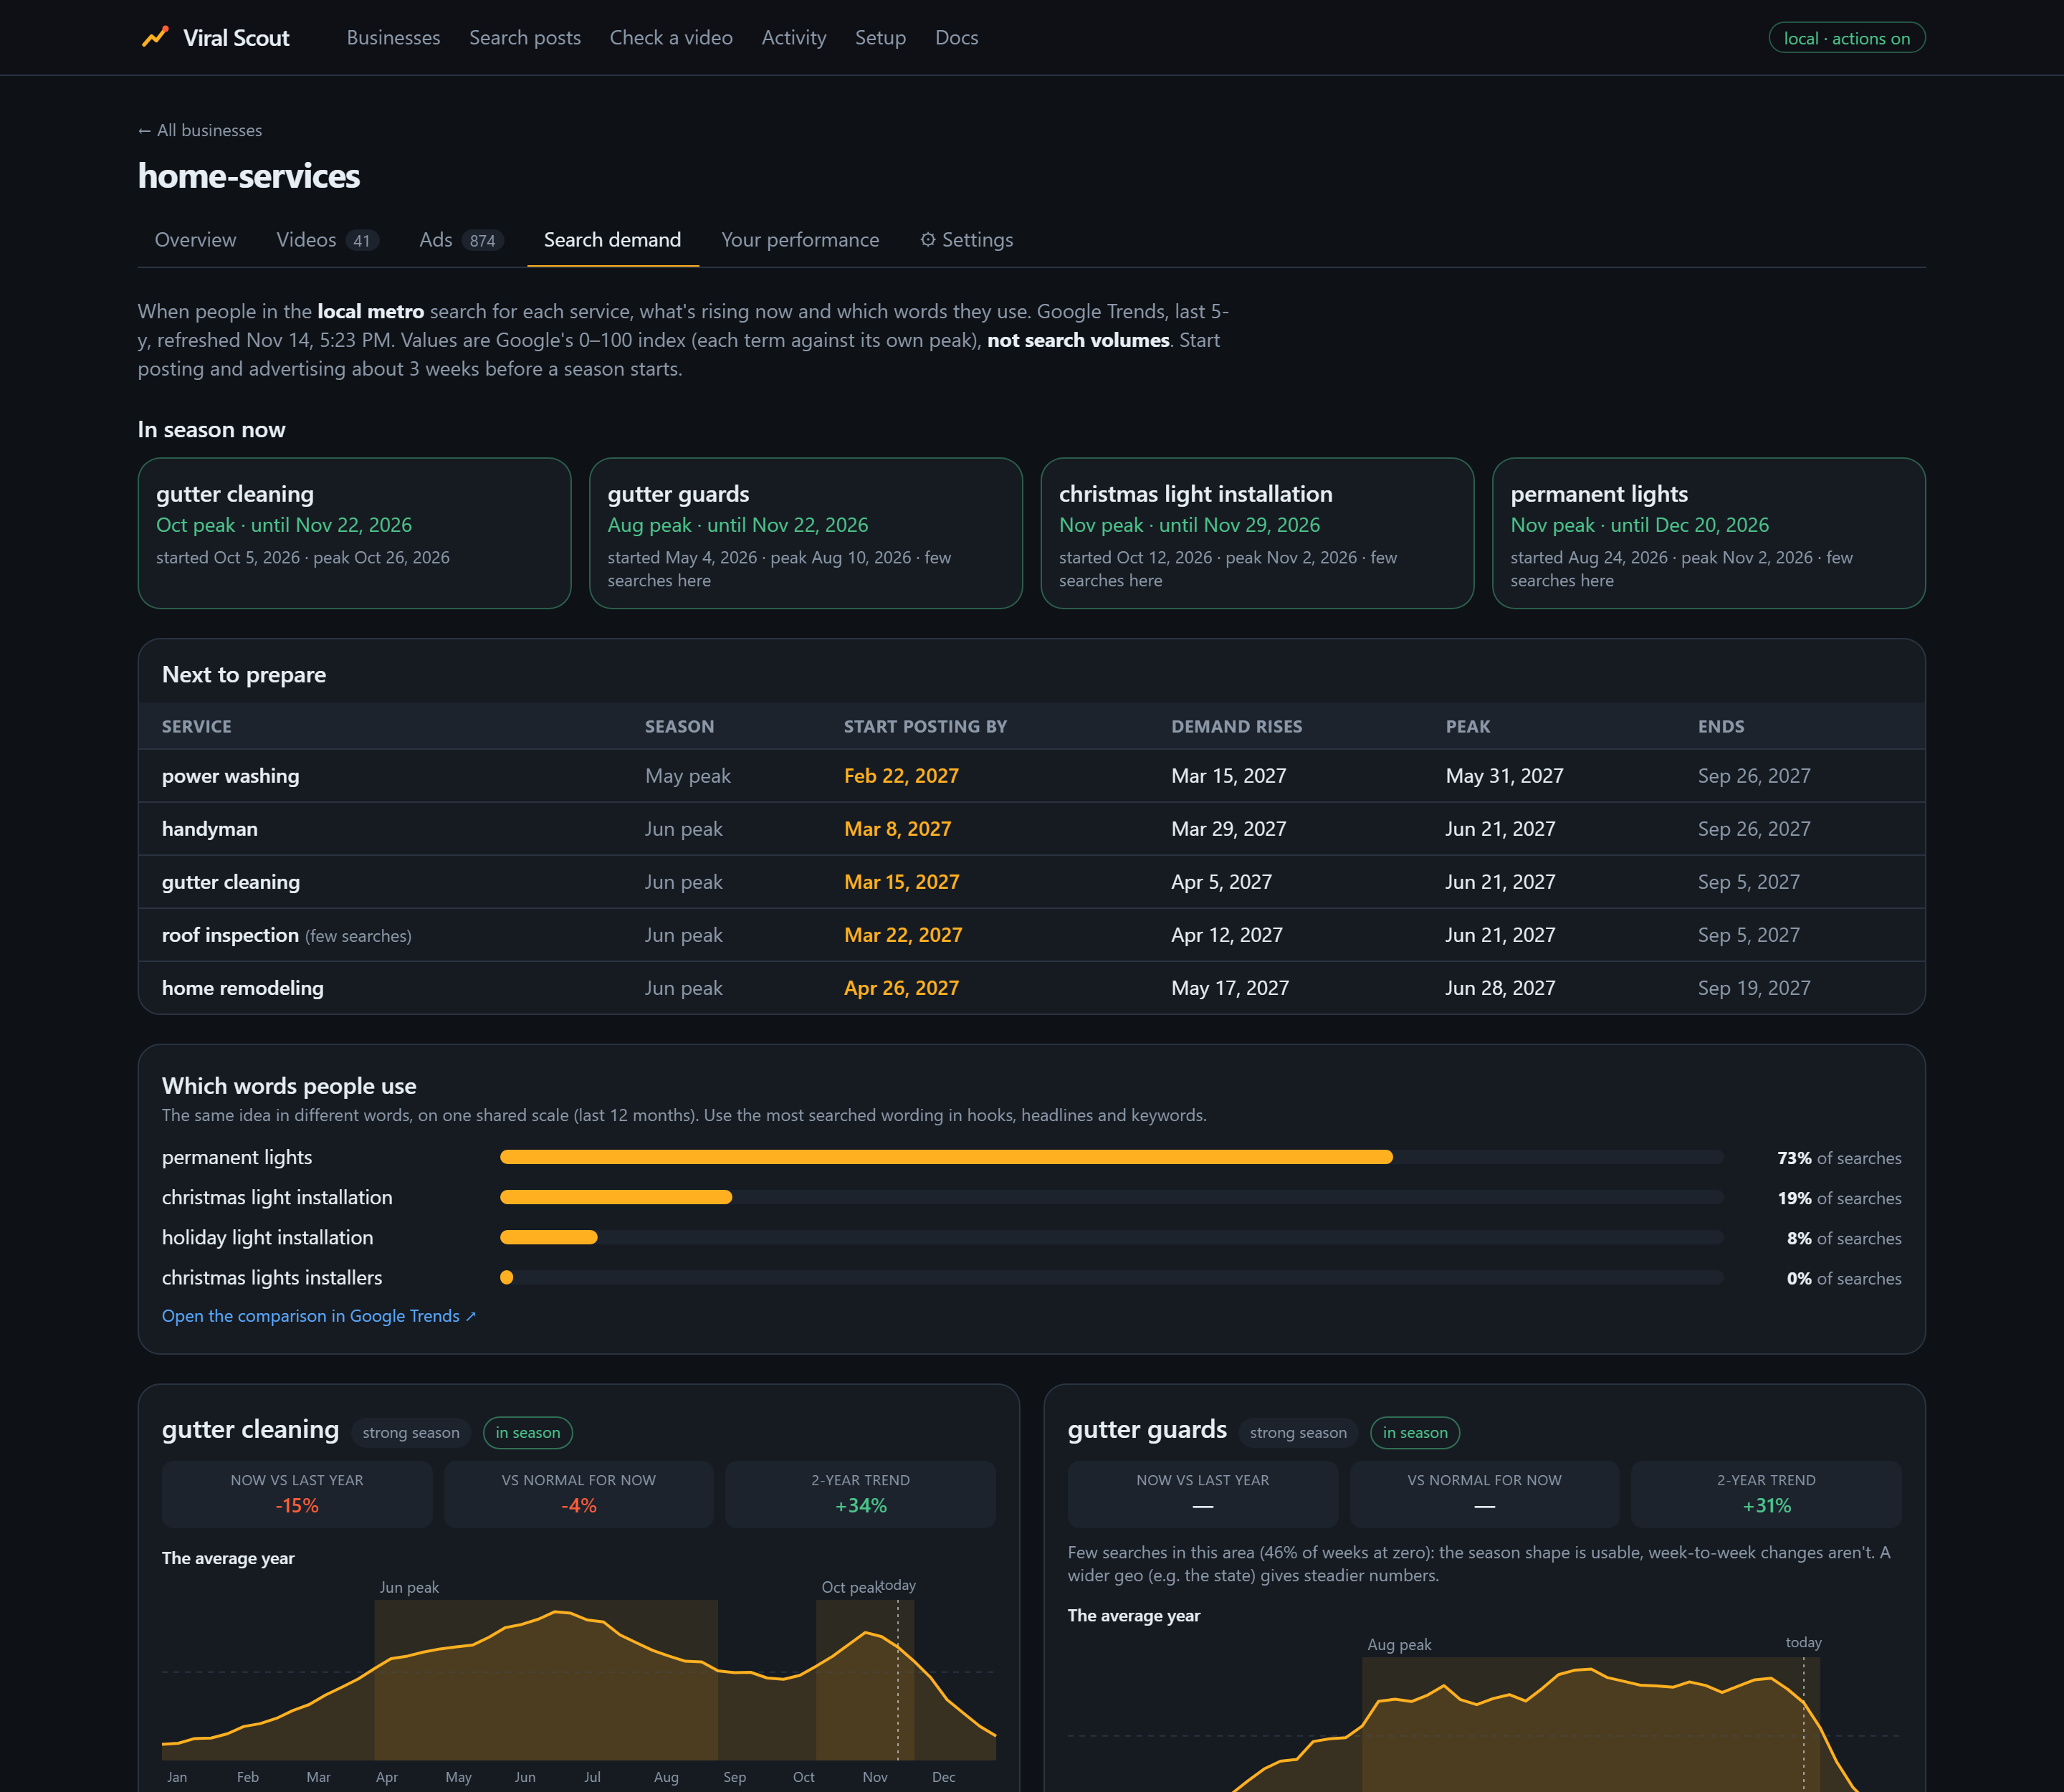 Viral Scout
Businesses
Search posts
Check a video
Activity
Setup
Docs
local · actions on
← All businesses
home-services
Overview
Videos 41
Ads 874
Search demand
Your performance
⚙ Settings
When people in the local metro search for each service, what's rising now and which words they use. Google Trends, last 5-
y, refreshed Nov 14, 5:23 PM. Values are Google's 0–100 index (each term against its own peak), not search volumes. Start
posting and advertising about 3 weeks before a season starts.
In season now
gutter cleaning
Oct peak · until Nov 22, 2026
started Oct 5, 2026 · peak Oct 26, 2026
gutter guards
Aug peak · until Nov 22, 2026
started May 4, 2026 · peak Aug 10, 2026 · few
searches here
christmas light installation
Nov peak · until Nov 29, 2026
started Oct 12, 2026 · peak Nov 2, 2026 · few
searches here
permanent lights
Nov peak · until Dec 20, 2026
started Aug 24, 2026 · peak Nov 2, 2026 · few
searches here
Next to prepare
SERVICE SEASON START POSTING BY DEMAND RISES PEAK ENDS
power washing May peak Feb 22, 2027 Mar 15, 2027 May 31, 2027 Sep 26, 2027
handyman Jun peak Mar 8, 2027 Mar 29, 2027 Jun 21, 2027 Sep 26, 2027
gutter cleaning Jun peak Mar 15, 2027 Apr 5, 2027 Jun 21, 2027 Sep 5, 2027
roof inspection (few searches) Jun peak Mar 22, 2027 Apr 12, 2027 Jun 21, 2027 Sep 5, 2027
home remodeling Jun peak Apr 26, 2027 May 17, 2027 Jun 28, 2027 Sep 19, 2027
Which words people use
The same idea in different words, on one shared scale (last 12 months). Use the most searched wording in hooks, headlines and keywords.
permanent lights 73% of searches
christmas light installation 19% of searches
holiday light installation 8% of searches
christmas lights installers 0% of searches
Open the comparison in Google Trends ↗
gutter cleaning strong season in season
NOW VS LAST YEAR
-15%
VS NORMAL FOR NOW
-4%
2-YEAR TREND
+34%
The average year
Jun peak
Oct peak
today
Jan Feb Mar Apr May Jun Jul Aug Sep Oct Nov Dec
gutter guards strong season in season
NOW VS LAST YEAR
—
VS NORMAL FOR NOW
—
2-YEAR TREND
+31%
Few searches in this area (46% of weeks at zero): the season shape is usable, week-to-week changes aren't. A
wider geo (e.g. the state) gives steadier numbers.
The average year
Aug peak
today